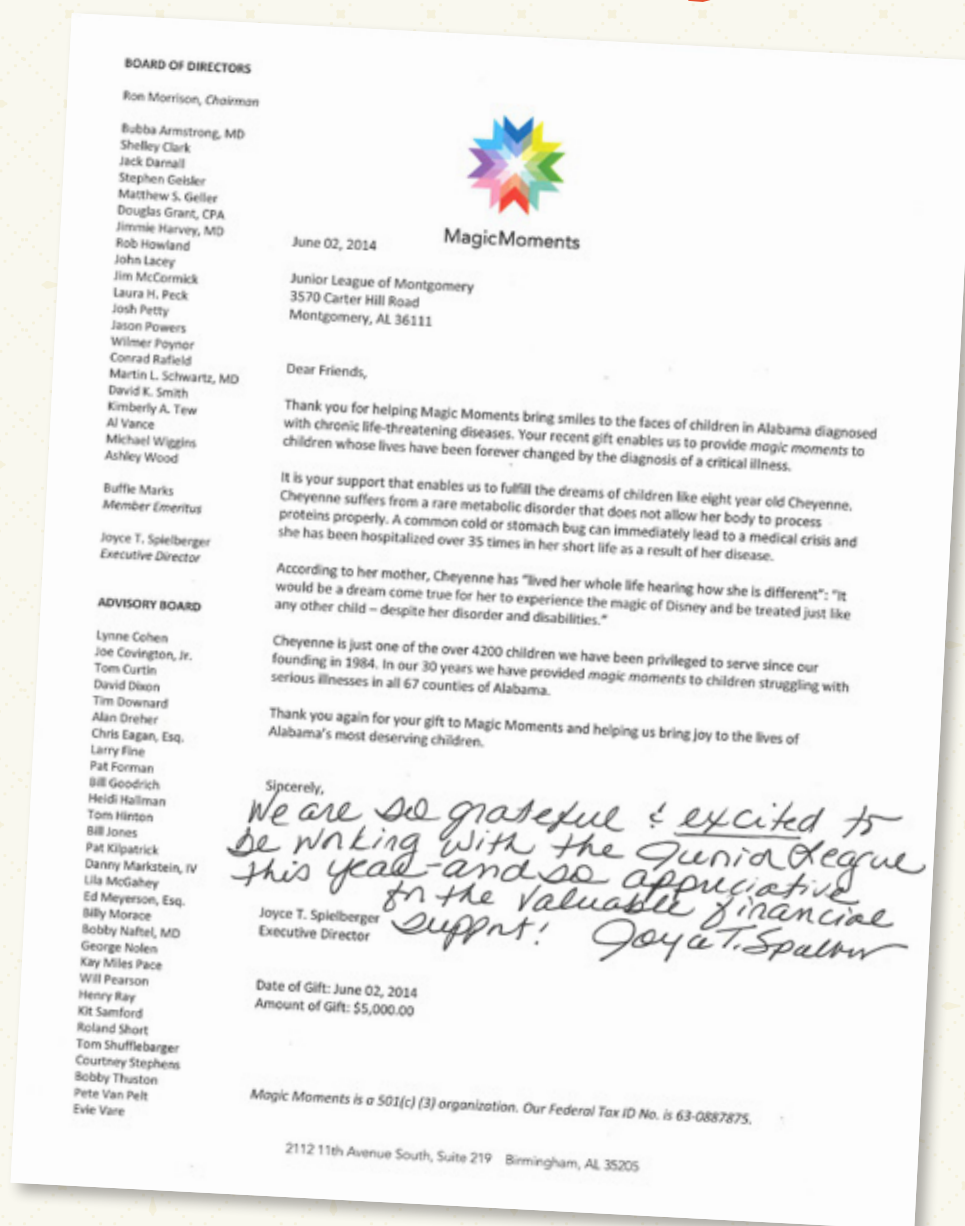 BOARD OF DIRECTORS
Ron Morrison, Chairman
Bubba Armstrong, MD
Shelley Clark
Jack Darnall
Stephen Geisler
Matthew S. Geller
Douglas Grant, CPA
Jimmie Harvey, MD
Rob Howland
John Lacey
Jim McCormick
Laura H. Peck
Josh Petty
Jason Powers
Wilmer Poynor
Conrad Rafield
Martin L. Schwartz, MD
David K. Smith
Kimberly A. Tew
Al Vance
Michael Wiggins
Ashley Wood
Buffie Marks
Member Emeritus
Joyce T. Spielberger
Executive Director
ADVISORY BOARD
Lynne Cohen
Joe Covington, Jr.
Tom Curtin
David Dixon
Tim Downard
Alan Dreher
Chris Eagan, Esq.
Larry Fine
Pat Forman
Bill Goodrich
Heidi Hallman
Tom Hinton
Bill Jones
Pat Kilpatrick
Danny Markstein, IV
Lila McGahey
Ed Meyerson, Esq.
Billy Morace
Bobby Naftel, MD
George Nolen
Kay Miles Pace
Will Pearson
Henry Ray
Kit Samford
Roland Short
Tom Shufflebarger
Courtney Stephens
Bobby Thuston
Pete Van Pelt
Evie Vare
MagicMoments
June 02, 2014
Junior League of Montgomery
3570 Carter Hill Road
Montgomery, AL 36111
Dear Friends,
Thank you for helping Magic Moments bring smiles to the faces of children in Alabama diagnosed
with chronic life-threatening diseases. Your recent gift enables us to provide magic moments to
children whose lives have been forever changed by the diagnosis of a critical illness.
It is your support that enables us to fulfill the dreams of children like eight year old Cheyenne.
Cheyenne suffers from a rare metabolic disorder that does not allow her body to process
proteins properly. A common cold or stomach bug can immediately lead to a medical crisis and
she has been hospitalized over 35 times in her short life as a result of her disease.
According to her mother, Cheyenne has "lived her whole life hearing how she is different": "It
would be a dream come true for her to experience the magic of Disney and be treated just like
any other child – despite her disorder and disabilities."
Cheyenne is just one of the over 4200 children we have been privileged to serve since our
founding in 1984. In our 30 years we have provided magic moments to children struggling with
serious illnesses in all 67 counties of Alabama.
Thank you again for your gift to Magic Moments and helping us bring joy to the lives of
Alabama's most deserving children.
Sincerely,
We are so grateful & excited to
be working with the Junior League
this year - and so appreciative
for the valuable financial
support! Joyce T. Spielberger
Joyce T. Spielberger
Executive Director
Date of Gift: June 02, 2014
Amount of Gift: $5,000.00
Magic Moments is a 501(c) (3) organization. Our Federal Tax ID No. is 63-0887875.
2112 11th Avenue South, Suite 219 Birmingham, AL 35205